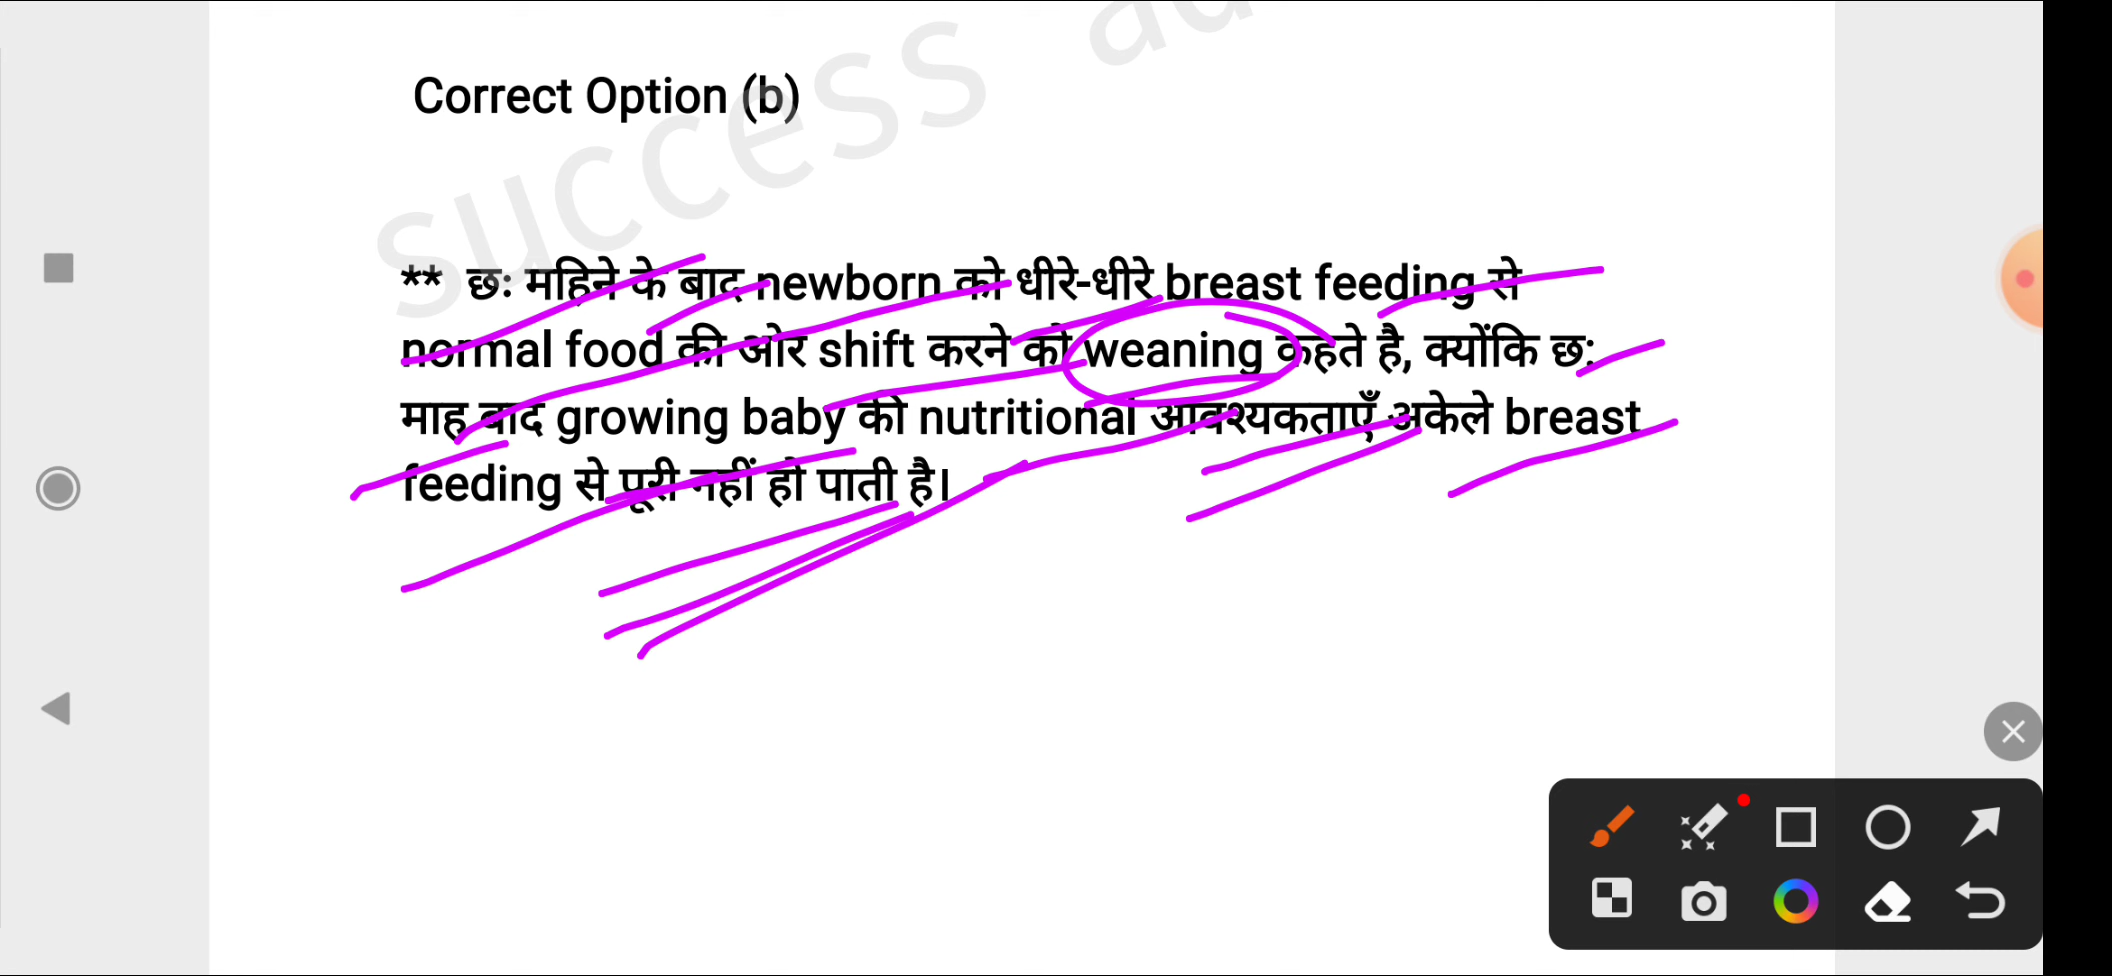 success
Correct Option (b)
** छः महिने के बाद newborn को धीरे-धीरे breast feeding से
normal food की ओर shift करने को weaning कहते है, क्योंकि छः
माह बाद growing baby की nutritional आवश्यकताएँ अकेले breast
feeding से पूरी नहीं हो पाती है।